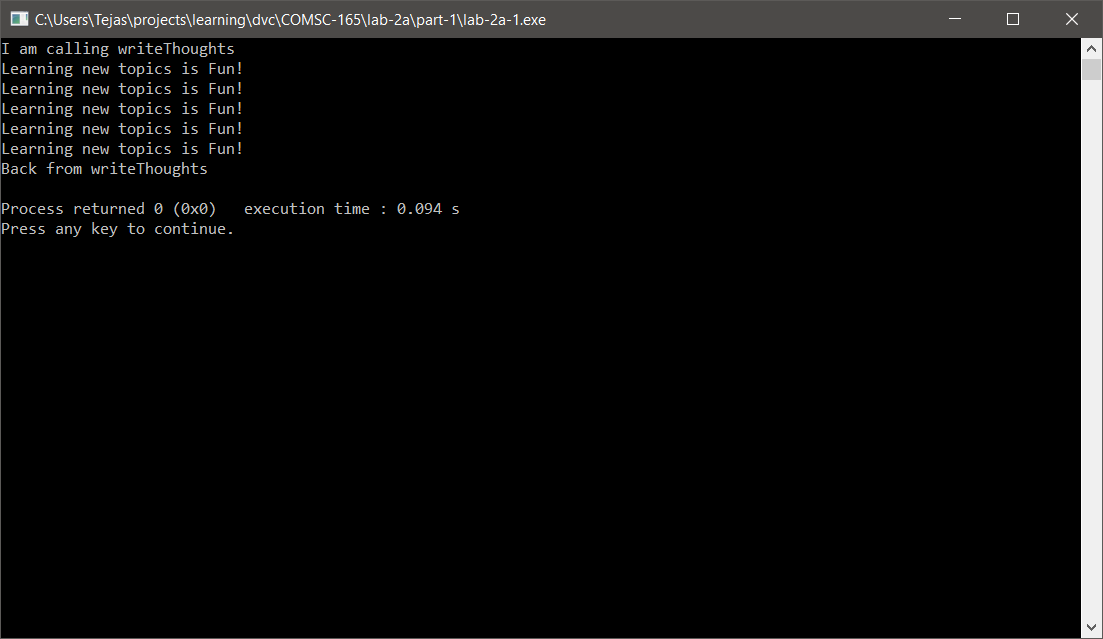 C:\Users\Tejas\projects\learning\dvc\COMSC-165\lab-2a\part-1\lab-2a-1.exe
I am calling writeThoughts
Learning new topics is Fun!
Learning new topics is Fun!
Learning new topics is Fun!
Learning new topics is Fun!
Learning new topics is Fun!
Back from writeThoughts
Process returned 0 (0x0)   execution time : 0.094 s
Press any key to continue.